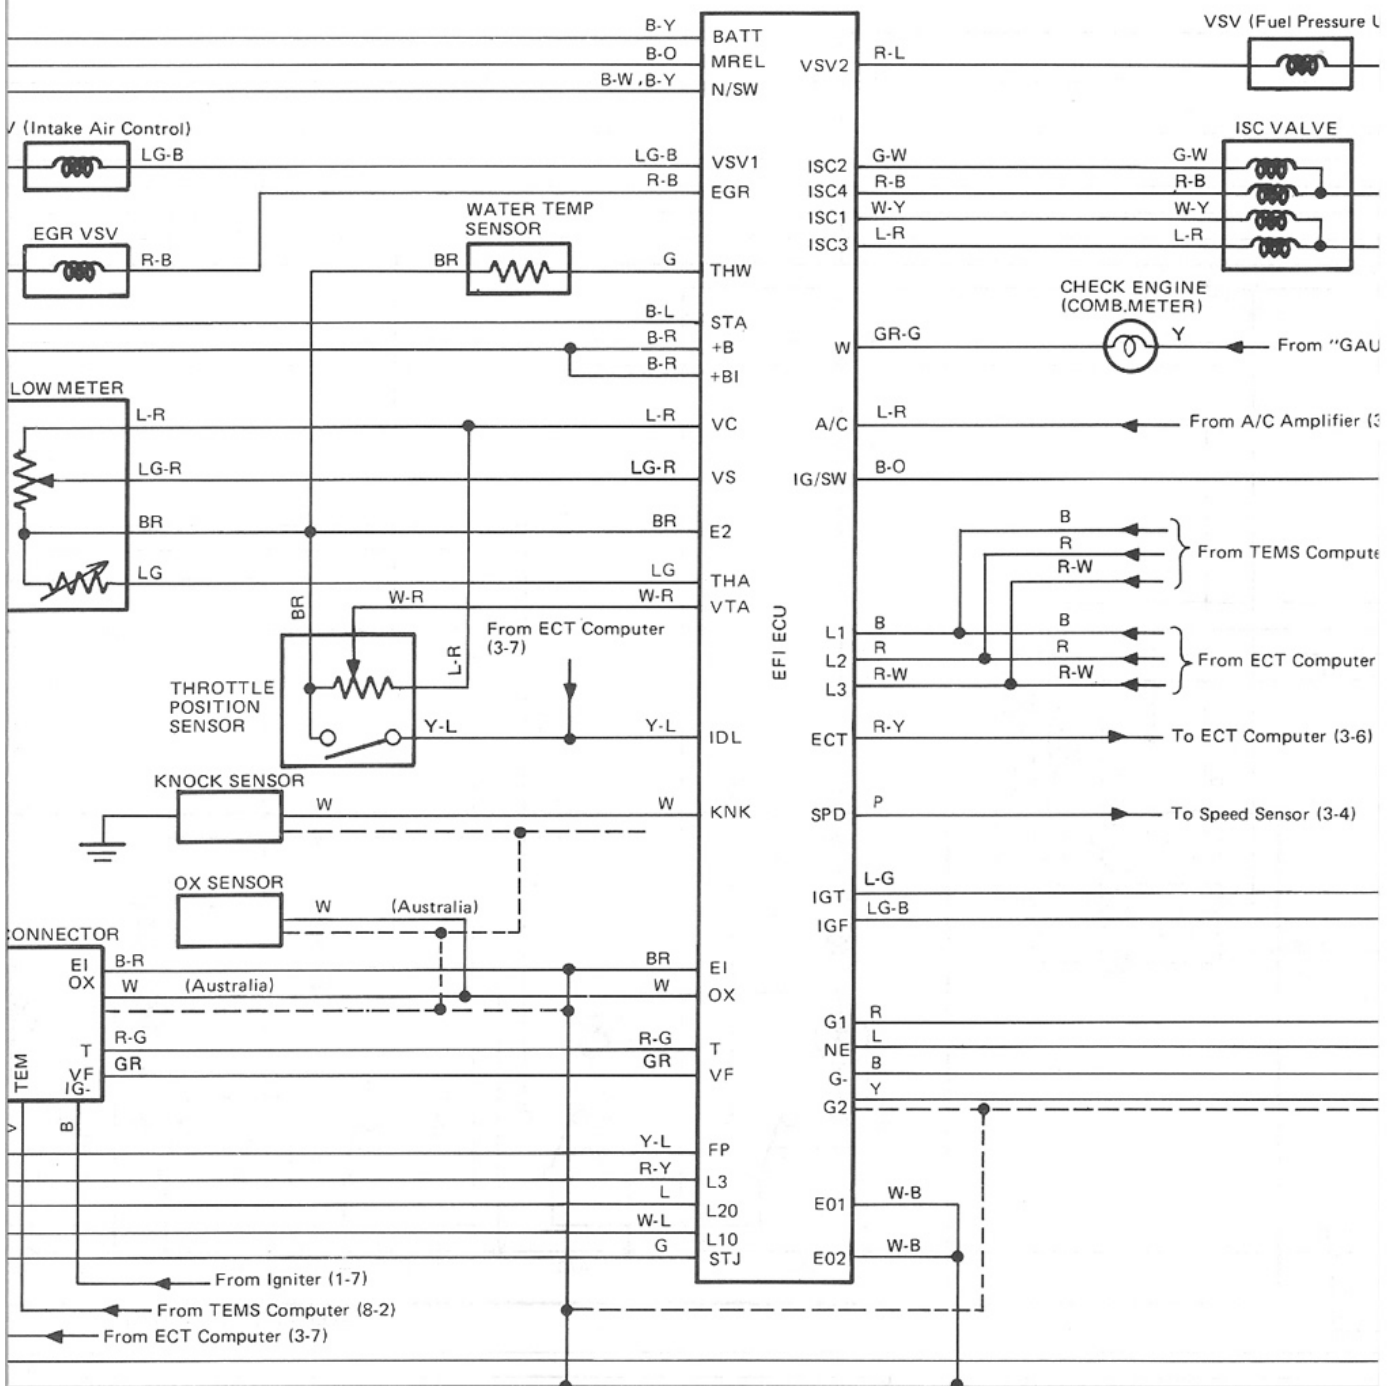 B-Y
BATT
B-O
MREL
B-W,B-Y
N/SW
V (Intake Air Control)
LG-B
LG-B
VSV1
R-B
EGR
EGR VSV
R-B
WATER TEMP
SENSOR
BR
G
THW
B-L
STA
B-R
+B
B-R
+BI
LOW METER
L-R
L-R
VC
LG-R
LG-R
VS
BR
BR
E2
LG
LG
THA
W-R
W-R
VTA
BR
L-R
From ECT Computer
(3-7)
THROTTLE
POSITION
SENSOR
Y-L
Y-L
IDL
KNOCK SENSOR
W
W
KNK
OX SENSOR
W
(Australia)
CONNECTOR
EI
B-R
BR
EI
OX
W
(Australia)
W
OX
T
R-G
R-G
T
VF
GR
GR
VF
IG-
TEM
V
B
Y-L
FP
R-Y
L3
L
L20
W-L
L10
G
STJ
From Igniter (1-7)
From TEMS Computer (8-2)
From ECT Computer (3-7)
EFI ECU
VSV (Fuel Pressure U
VSV2
R-L
ISC VALVE
ISC2
G-W
G-W
ISC4
R-B
R-B
ISC1
W-Y
W-Y
ISC3
L-R
L-R
CHECK ENGINE
(COMB.METER)
W
GR-G
Y
From "GAU
A/C
L-R
From A/C Amplifier (3
IG/SW
B-O
B
R
R-W
From TEMS Compute
L1
B
B
L2
R
R
L3
R-W
R-W
From ECT Computer
ECT
R-Y
To ECT Computer (3-6)
SPD
P
To Speed Sensor (3-4)
IGT
L-G
IGF
LG-B
G1
R
NE
L
G-
B
G2
Y
E01
W-B
E02
W-B